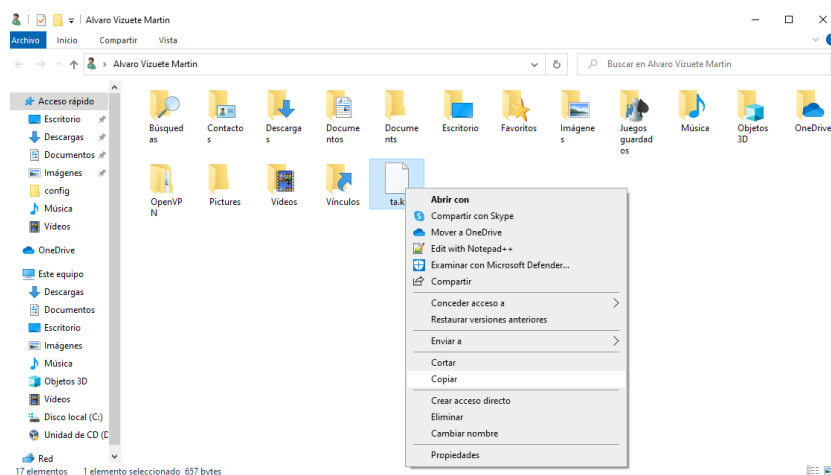 Alvaro Vizuete Martin
Archivo Inicio Compartir Vista
Alvaro Vizuete Martin
Buscar en Alvaro Vizuete Martin
Acceso rápido
Escritorio
Descargas
Documentos
Imágenes
config
Música
Vídeos
OneDrive
Este equipo
Descargas
Documentos
Escritorio
Imágenes
Música
Objetos 3D
Vídeos
Disco local (C:)
Unidad de CD (D
Red
Búsqued
as
Contacto
s
Descarga
s
Docume
ntos
Docume
nts
Escritorio
Favoritos
Imágene
s
Juegos
guardad
os
Música
Objetos
3D
OneDrive
OpenVP
N
Pictures
Vídeos
Vínculos
ta.k
Abrir con
Compartir con Skype
Mover a OneDrive
Edit with Notepad++
Examinar con Microsoft Defender...
Compartir
Conceder acceso a
Restaurar versiones anteriores
Enviar a
Cortar
Copiar
Crear acceso directo
Eliminar
Cambiar nombre
Propiedades
17 elementos 1 elemento seleccionado 657 bytes